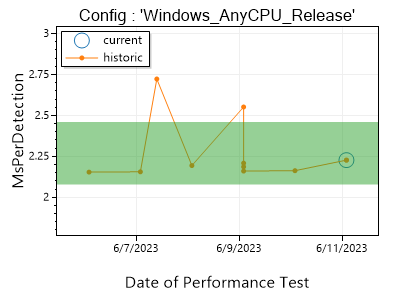 Config : 'Windows_AnyCPU_Release'
current
historic
MsPerDetection
3
2.75
2.5
2.25
2
6/7/2023
6/9/2023
6/11/2023
Date of Performance Test